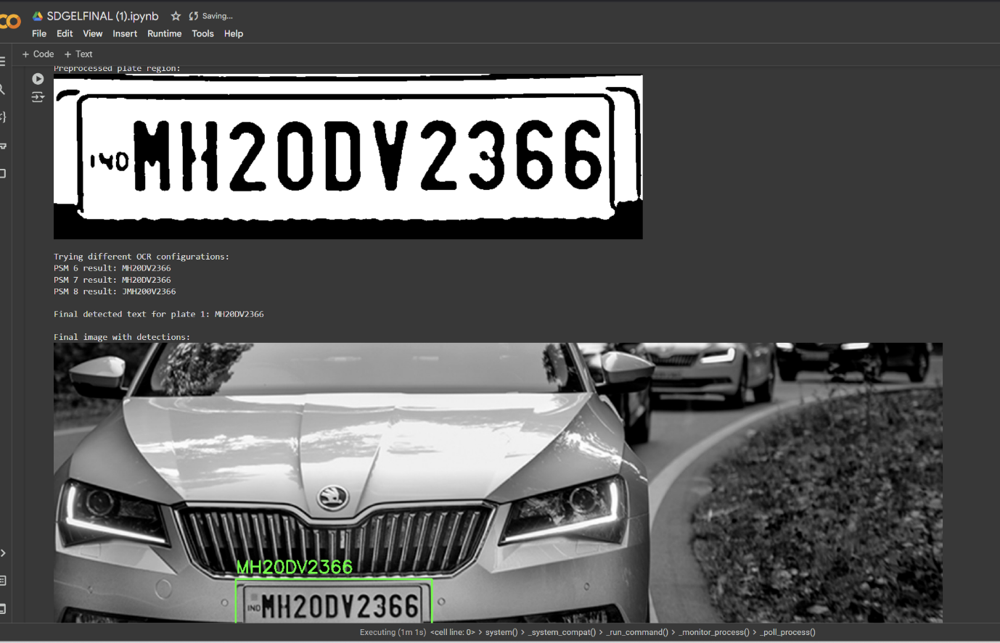 SDGELFINAL (1).ipynb Saving...
File Edit View Insert Runtime Tools Help
+ Code + Text
Preprocessed plate region:
IND MH20DV2366
Trying different OCR configurations:
PSM 6 result: MH20DV2366
PSM 7 result: MH20DV2366
PSM 8 result: JMH200V2366
Final detected text for plate 1: MH20DV2366
Final image with detections:
MH20DV2366
IND MH20DV2366
Executing (1m 1s) <cell line: 0> > system() > _system_compat() > _run_command() > _monitor_process() > _poll_process()